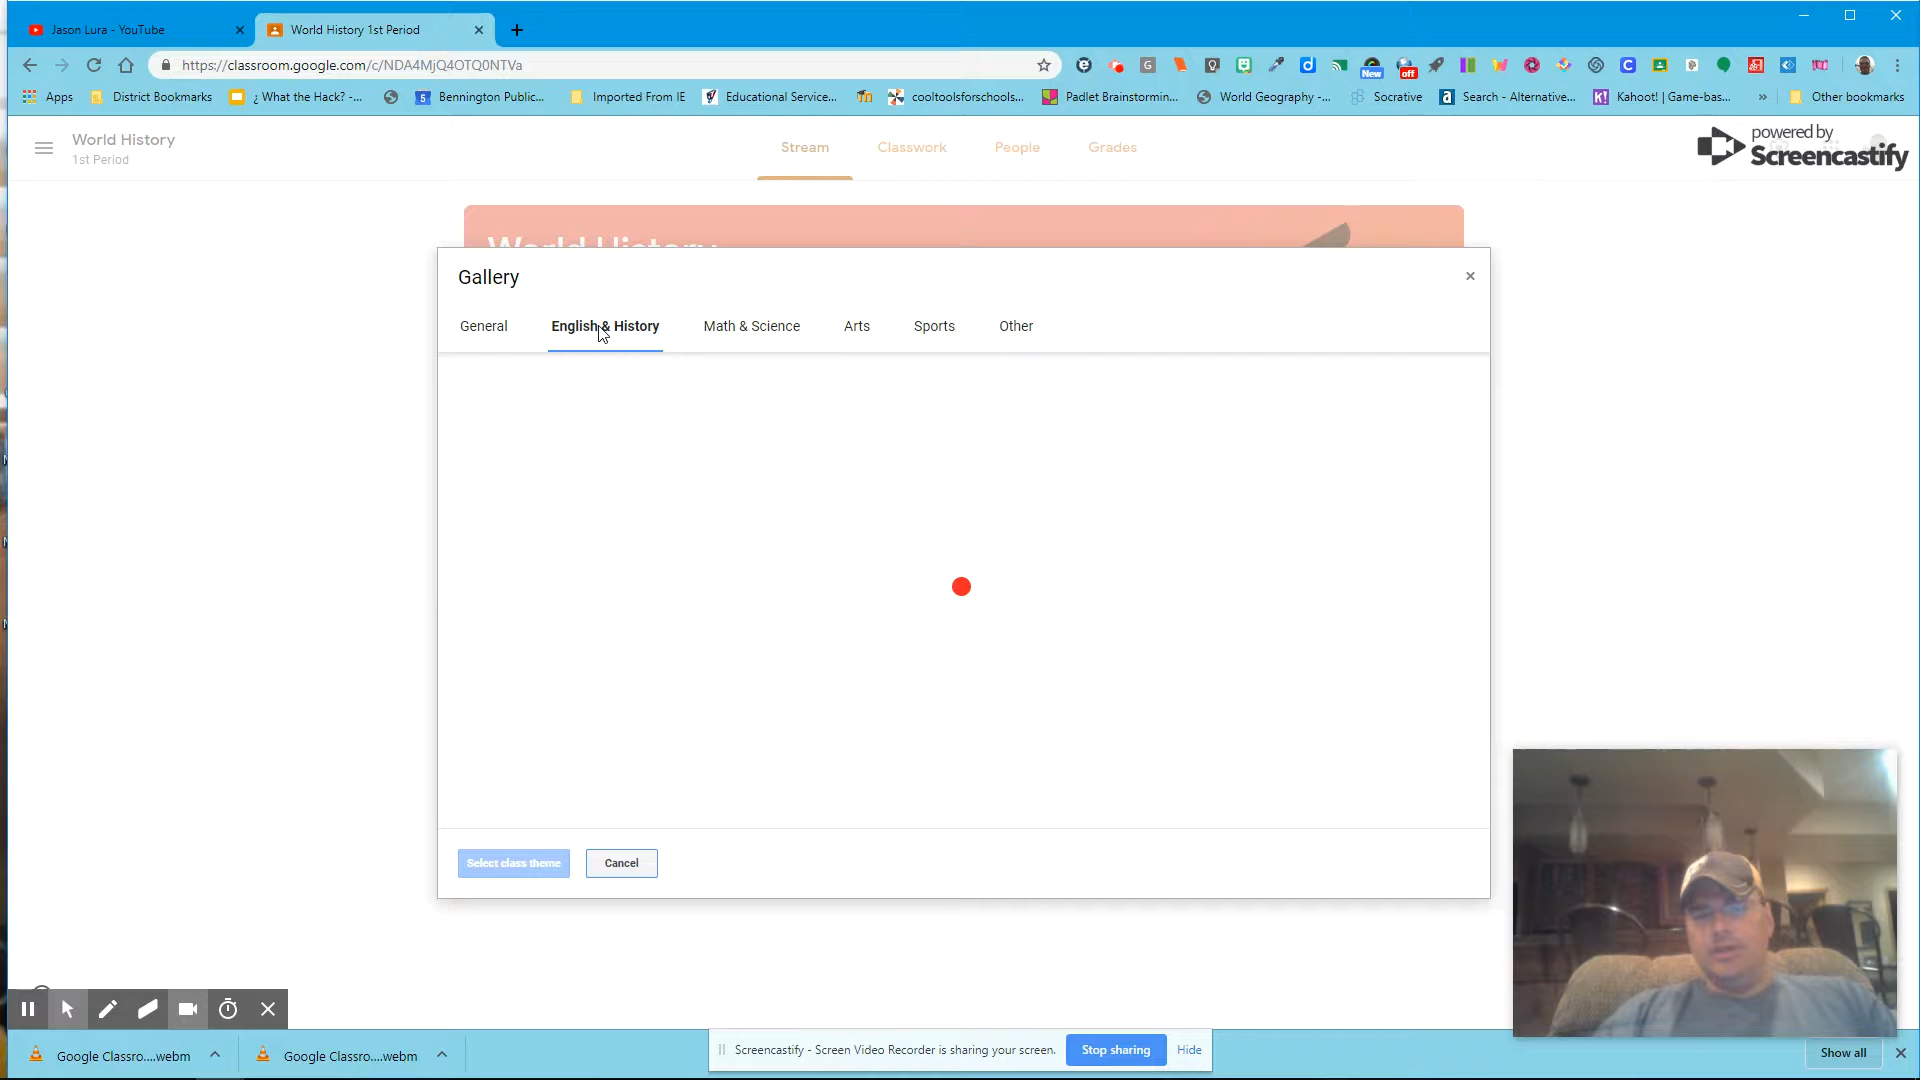 Jason Lura - YouTube
World History 1st Period
https://classroom.google.com/c/NDA4MjQ4OTQ0NTVa
New
off
Apps
District Bookmarks
¿ What the Hack? -...
Bennington Public...
Imported From IE
Educational Service...
cooltoolsforschools...
Padlet Brainstormin...
World Geography -...
Socrative
Search - Alternative...
Kahoot! | Game-bas...
Other bookmarks
World History
1st Period
Stream
Classwork
People
Grades
powered by
Screencastify
World History
Gallery
General
English & History
Math & Science
Arts
Sports
Other
Select class theme
Cancel
Google Classro....webm
Google Classro....webm
Screencastify - Screen Video Recorder is sharing your screen.
Stop sharing
Hide
Show all